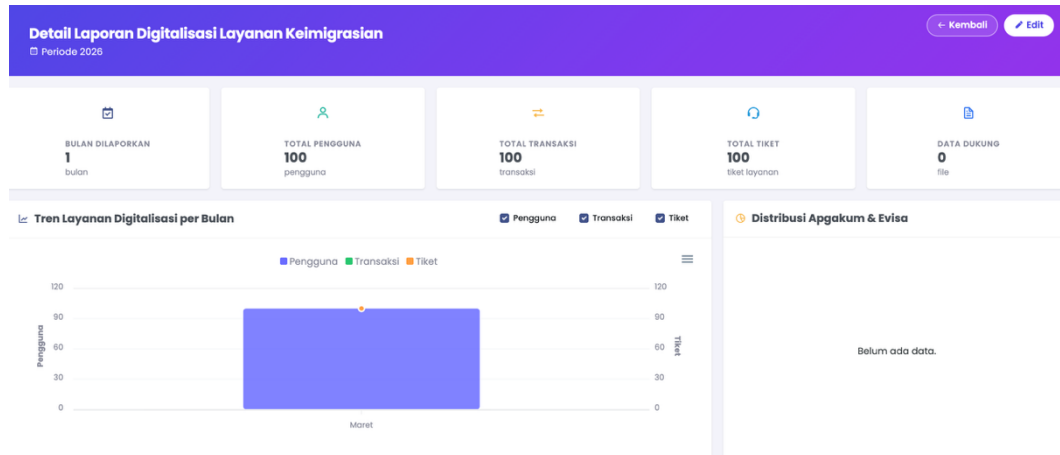 Detail Laporan Digitalisasi Layanan Keimigrasian
Periode 2026
← Kembali
Edit
BULAN DILAPORKAN
1
bulan
TOTAL PENGGUNA
100
pengguna
TOTAL TRANSAKSI
100
transaksi
TOTAL TIKET
100
tiket layanan
DATA DUKUNG
0
file
Tren Layanan Digitalisasi per Bulan
Pengguna Transaksi Tiket
Distribusi Apgakum & Evisa
Pengguna Transaksi Tiket
120
90
60
30
0
Pengguna
Maret
120
90
60
30
0
Tiket
Belum ada data.